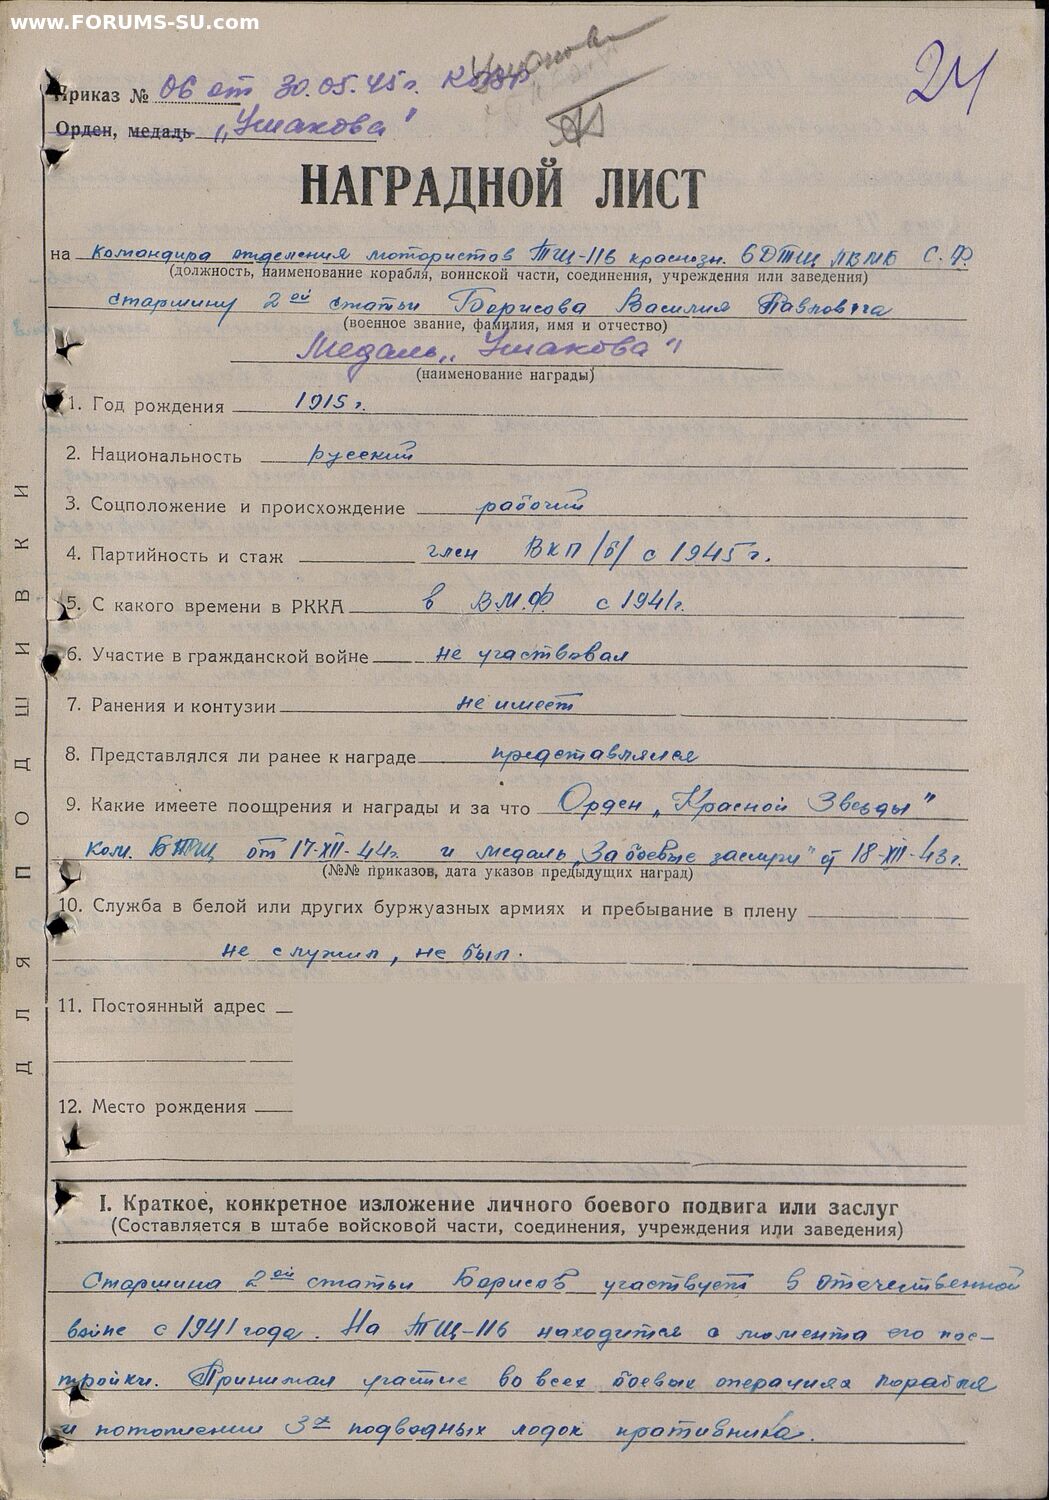 www.FORUMS-SU.com
24
Приказ № 06 от 30.05.45г.
Орден, медаль „Ушакова"
НАГРАДНОЙ ЛИСТ
на командира отделения мотористов ТЩ-116 краснозн. 6 ДТЩ ПВМБ С.Ф
(должность, наименование корабля, воинской части, соединения, учреждения или заведения)
старшину 2ой статьи Борисова Василия Павловича
(военное звание, фамилия, имя и отчество)
Медаль „Ушакова"
(наименование награды)
1. Год рождения 1915 г.
2. Национальность русский
3. Соцположение и происхождение рабочий
4. Партийность и стаж член ВКП/б/ с 1945 г.
5. С какого времени в РККА в ВМФ с 1941г.
6. Участие в гражданской войне не участвовал
7. Ранения и контузии не имеет
8. Представлялся ли ранее к награде представлялся
9. Какие имеете поощрения и награды и за что Орден „Красной Звезды"
ком. БТЩ от 17-XII-44г. и медаль „За боевые заслуги" от 18-XII-43г.
(№№ приказов, дата указов предыдущих наград)
10. Служба в белой или других буржуазных армиях и пребывание в плену
не служил, не был.
11. Постоянный адрес
12. Место рождения
I. Краткое, конкретное изложение личного боевого подвига или заслуг
(Составляется в штабе войсковой части, соединения, учреждения или заведения)
Старшина 2ой статьи Борисов участвует в отечественной
войне с 1941 года. На ТЩ-116 находится с момента его пос-
тройки. Принимал участие во всех боевых операциях корабля
и потоплении 3х подводных лодок противника.
ДЛЯ ПОДШИВКИ